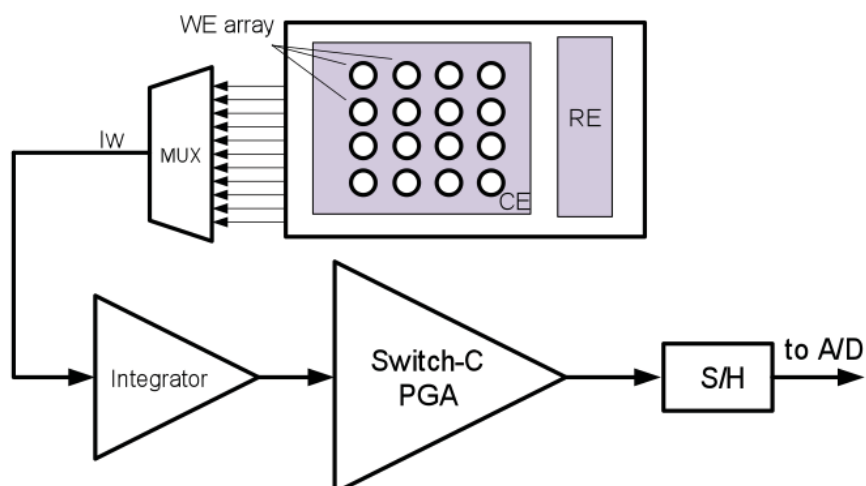 WE array
RE
Iw
MUX
CE
to A/D
Integrator
Switch-C
PGA
S/H